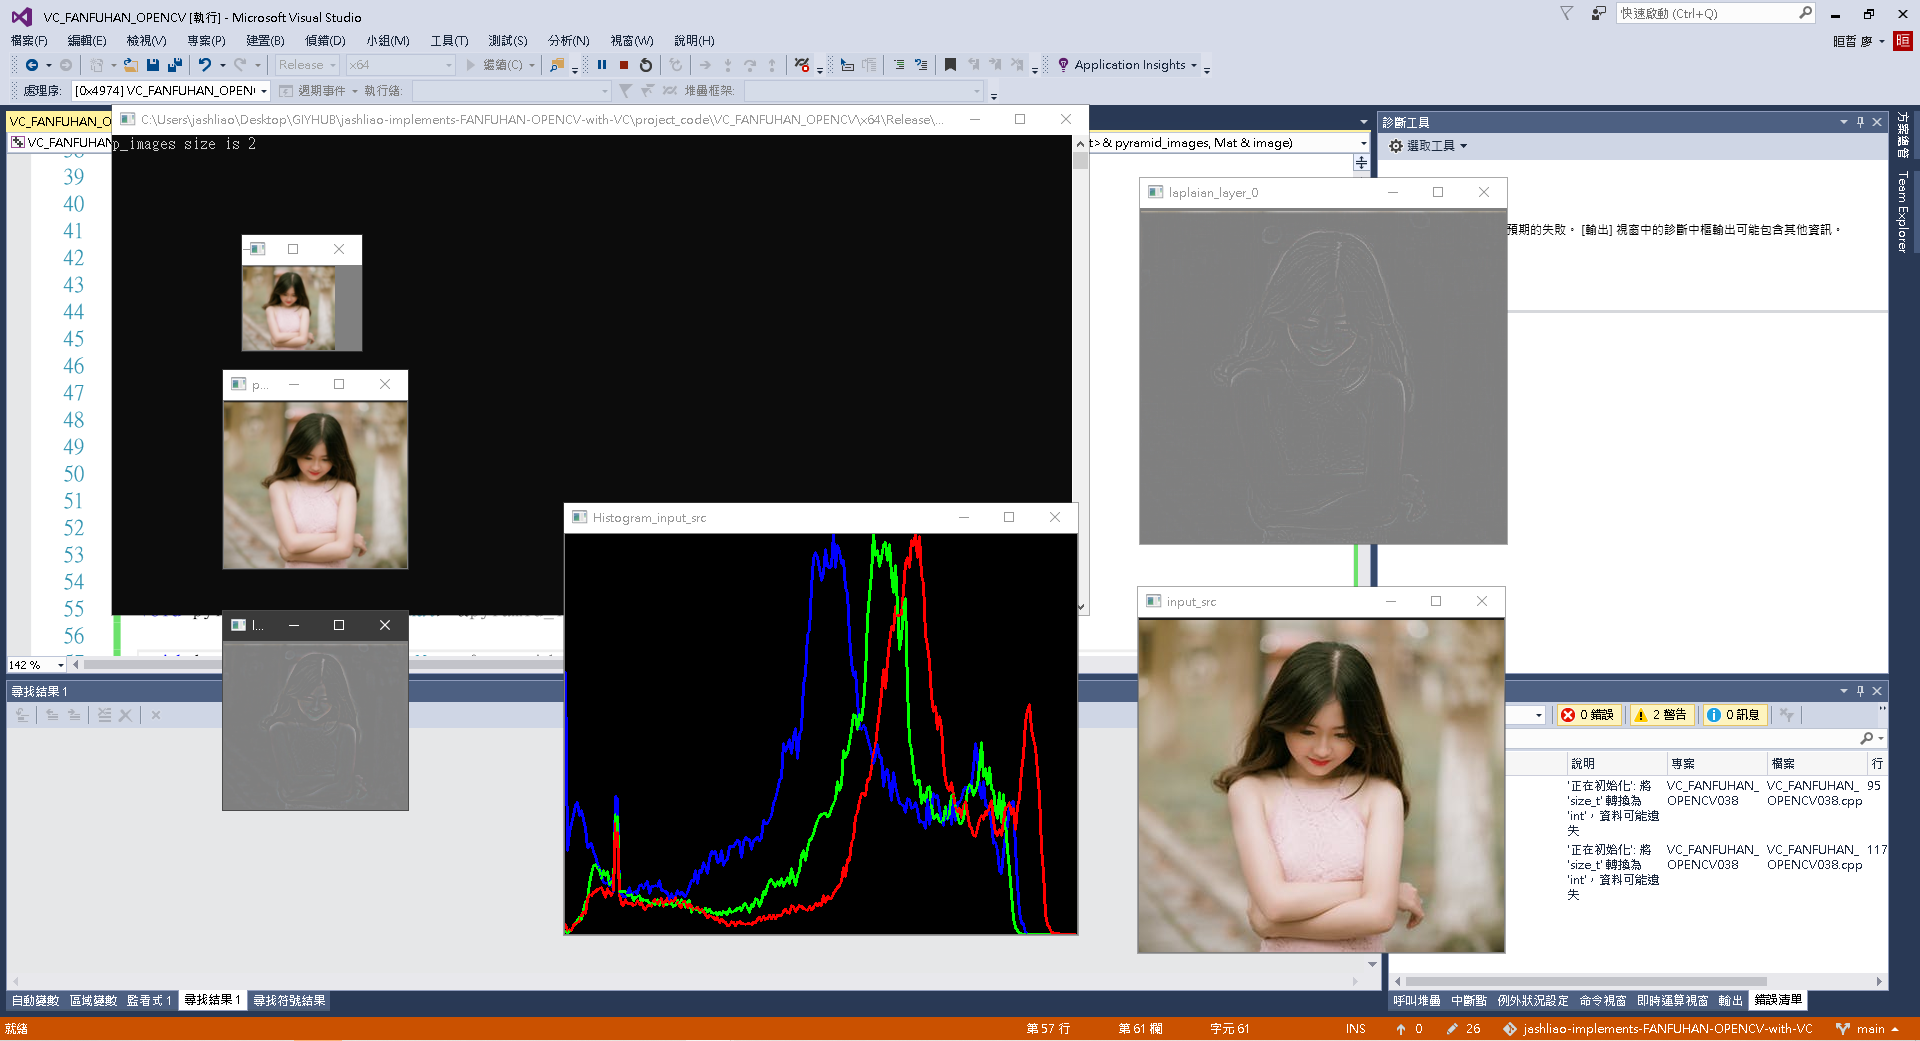 VC_FANFUHAN_OPENCV [執行] - Microsoft Visual Studio
快速啟動 (Ctrl+Q)
檔案(F) 編輯(E) 檢視(V) 專案(P) 建置(B) 偵錯(D) 小組(M) 工具(T) 測試(S) 分析(N) 視窗(W) 說明(H)
晅哲 廖
晅
Release x64 繼續(C) Application Insights
處理序: [0x4974] VC_FANFUHAN_OPEN 週期事件 執行緒: 堆疊框架:
VC_FANFUHAN_O
C:\Users\jashliao\Desktop\GIYHUB\jashliao-implements-FANFUHAN-OPENCV-with-VC\project_code\VC_FANFUHAN_OPENCV\x64\Release\...
診斷工具
方案總管
Team Explorer
VC_FANFUHAN
p_images size is 2
t> & pyramid_images, Mat & image)
選取工具
39
40
41
42
43
44
45
46
47
48
49
50
51
52
53
54
55
56
laplaian_layer_0
預期的失敗。 [輸出] 視窗中的診斷中樞輸出可能包含其他資訊。
p...
Histogram_input_src
input_src
l...
142 %
尋找結果 1
0 錯誤 2 警告 0 訊息
說明 專案 檔案 行
'正在初始化': 將 VC_FANFUHAN_ VC_FANFUHAN_ 95
'size_t' 轉換為 OPENCV038 OPENCV038.cpp
'int'，資料可能遺
失
'正在初始化': 將 VC_FANFUHAN_ VC_FANFUHAN_ 117
'size_t' 轉換為 OPENCV038 OPENCV038.cpp
'int'，資料可能遺
失
自動變數 區域變數 監看式 1 尋找結果 1 尋找符號結果
呼叫堆疊 中斷點 例外狀況設定 命令視窗 即時運算視窗 輸出 錯誤清單
就緒 第 57 行 第 61 欄 字元 61 INS 0 26 jashliao-implements-FANFUHAN-OPENCV-with-VC main